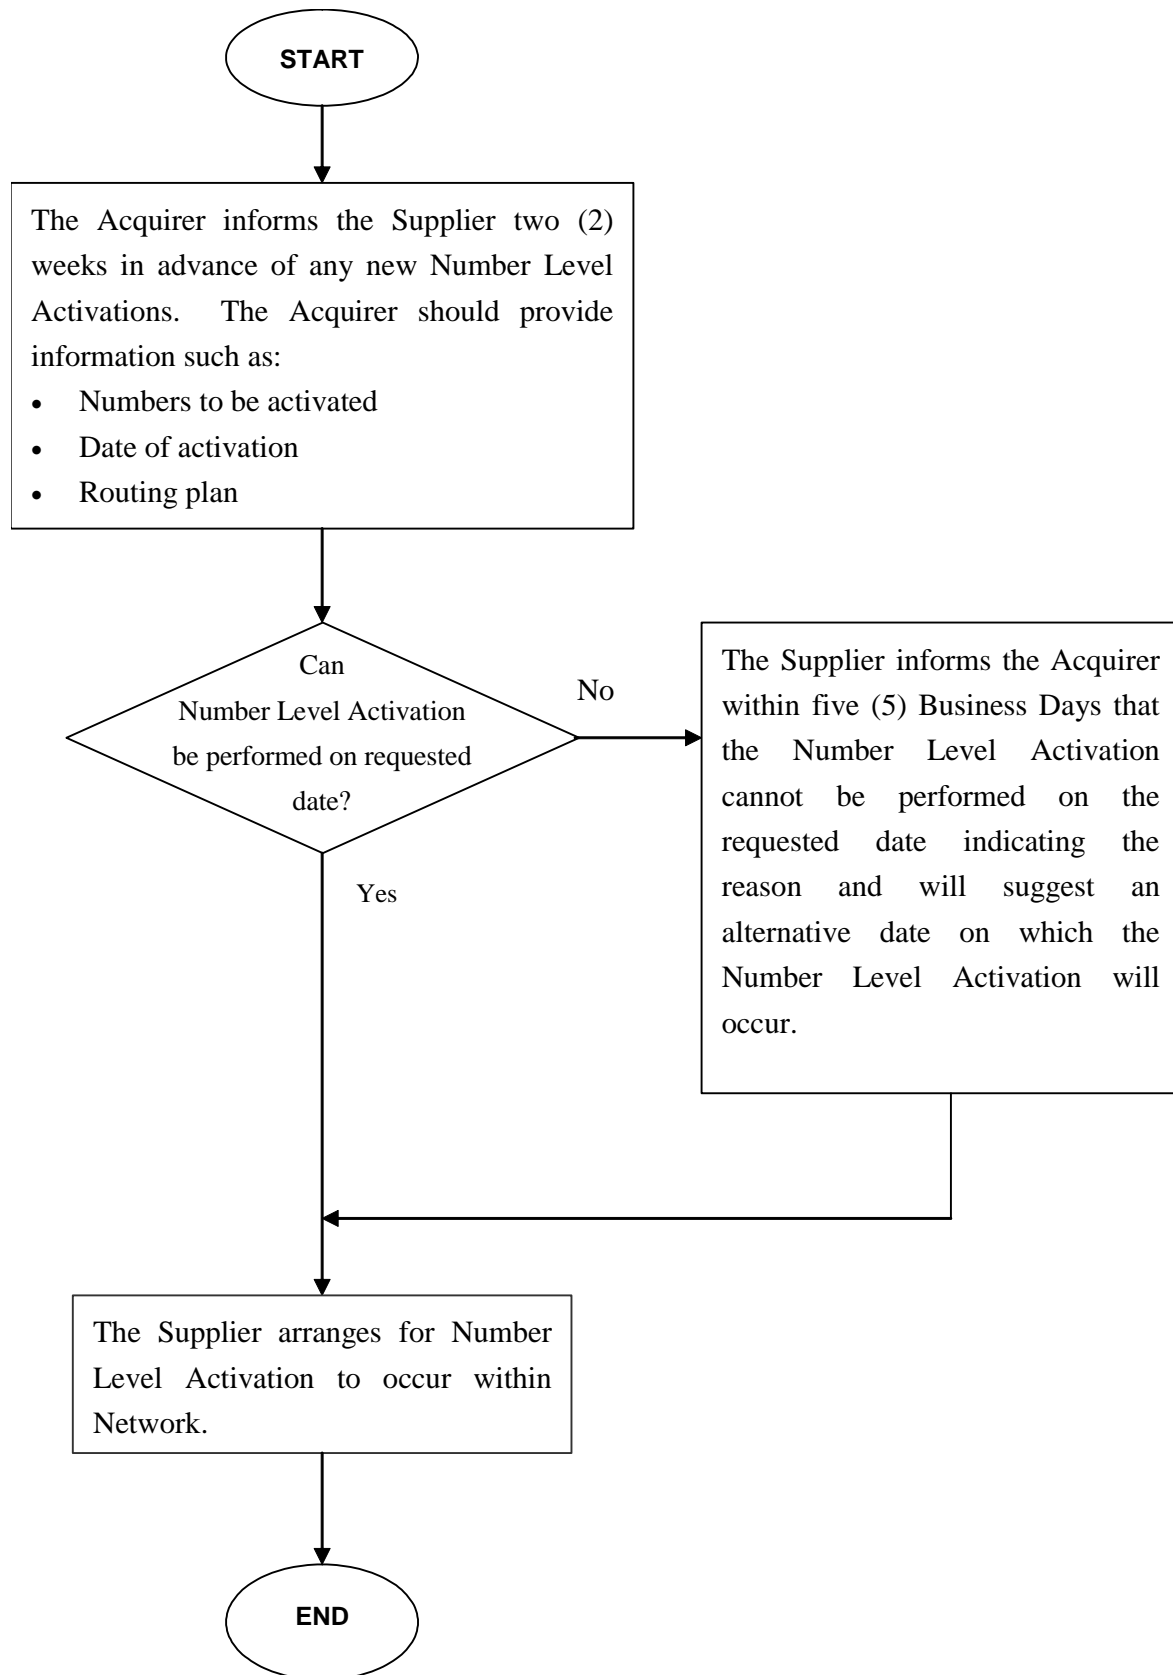 START
The Acquirer informs the Supplier two (2)
weeks in advance of any new Number Level
Activations. The Acquirer should provide
information such as:
• Numbers to be activated
• Date of activation
• Routing plan
Can
Number Level Activation
be performed on requested
date?
No
The Supplier informs the Acquirer
within five (5) Business Days that
the Number Level Activation
cannot be performed on the
requested date indicating the
reason and will suggest an
alternative date on which the
Number Level Activation will
occur.
Yes
The Supplier arranges for Number
Level Activation to occur within
Network.
END